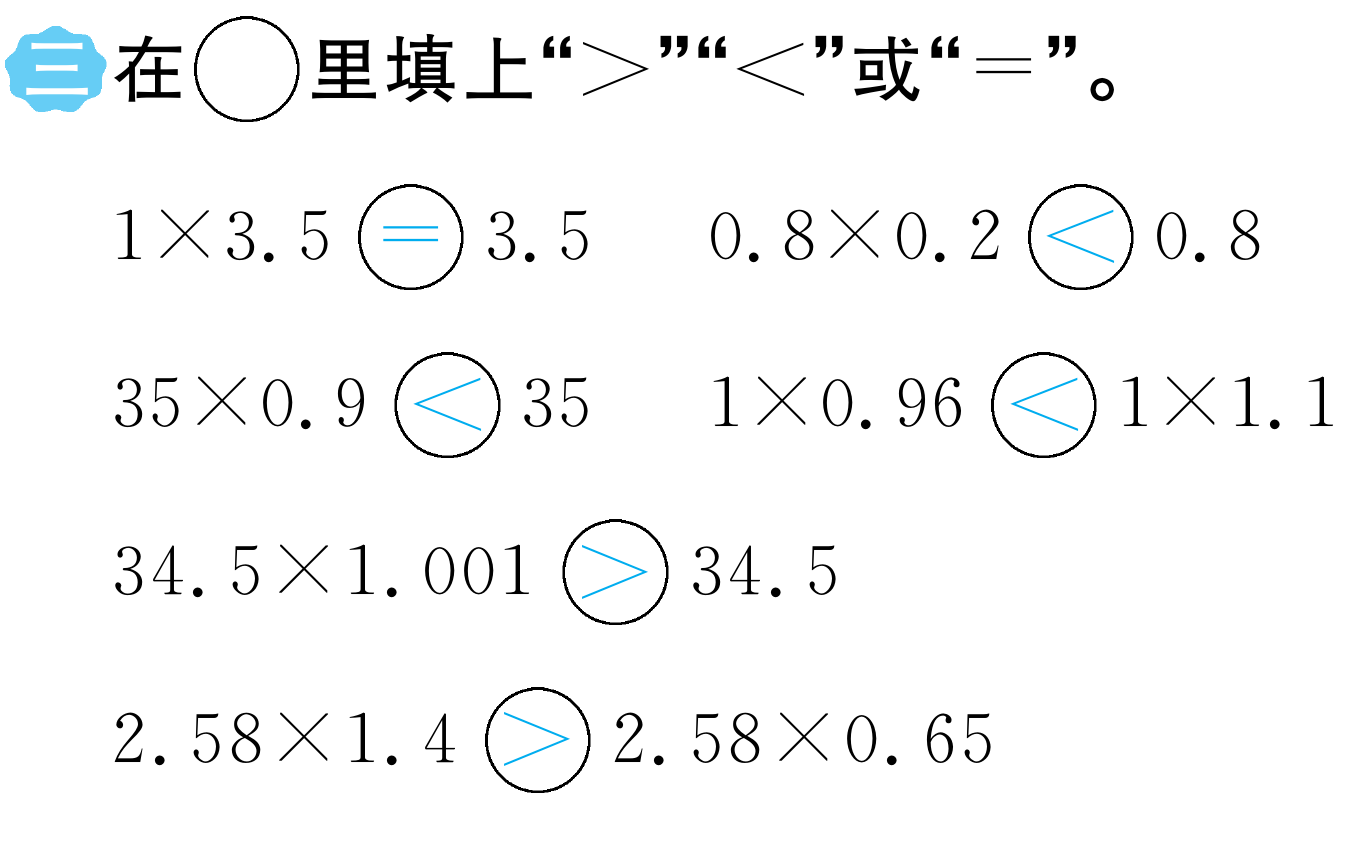 三 在○里填上“>”“<”或“=”。
1×3.5 = 3.5 0.8×0.2 < 0.8
35×0.9 < 35 1×0.96 < 1×1.1
34.5×1.001 > 34.5
2.58×1.4 > 2.58×0.65